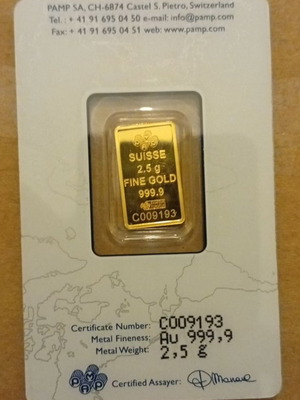 PAMP SA, CH-6874 Castel S. Pietro, Switzerland
Tel : + 41 91 695 04 50 e-mail: info@pamp.com
Fax: + 41 91 695 04 51 web: www.pamp.com
SUISSE
2.5 g
FINE GOLD
999.9
C009193
Certificate Number: C009193
Metal Fineness: Au 999,9
Metal Weight: 2,5 g
PAMP
Certified Assayer: